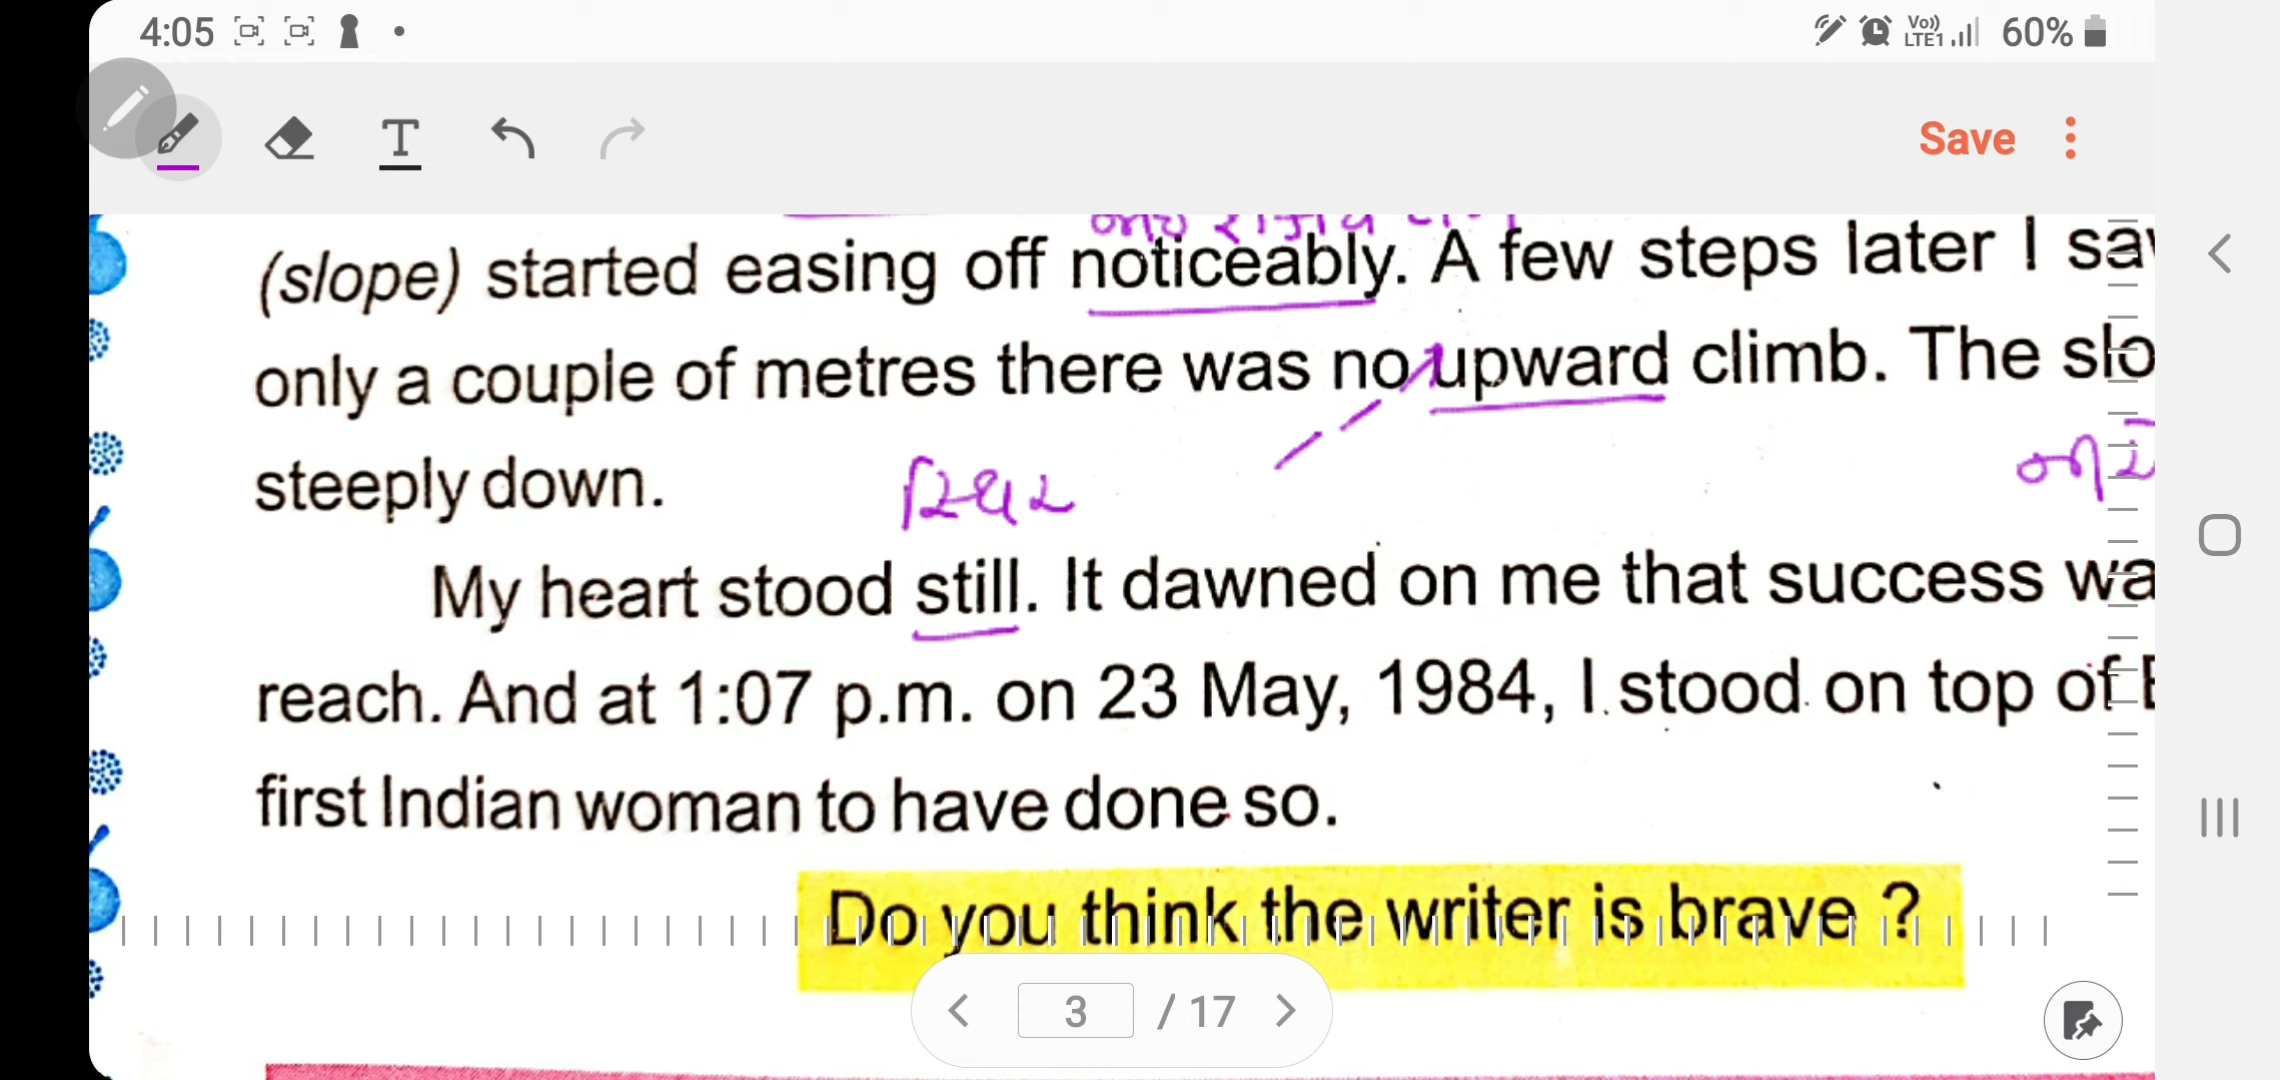 4:05 Vo)) LTE1 60%
T Save
(slope) started easing off noticeably. A few steps later I
only a couple of metres there was no upward climb. The
steeply down.
સ્થિર
My heart stood still. It dawned on me that success
reach. And at 1:07 p.m. on 23 May, 1984, I stood on top of
first Indian woman to have done so.
Do you think the writer is brave ?
3 / 17